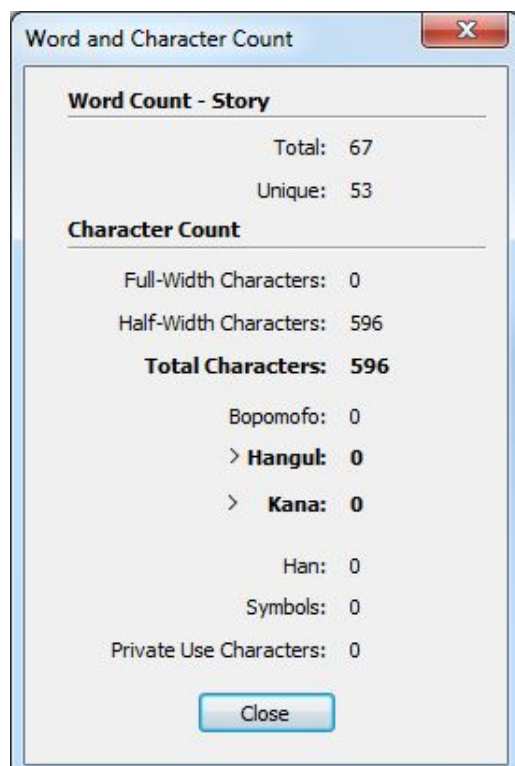 Word and Character Count
Word Count - Story
Total: 67
Unique: 53
Character Count
Full-Width Characters: 0
Half-Width Characters: 596
Total Characters: 596
Bopomofo: 0
> Hangul: 0
> Kana: 0
Han: 0
Symbols: 0
Private Use Characters: 0
Close